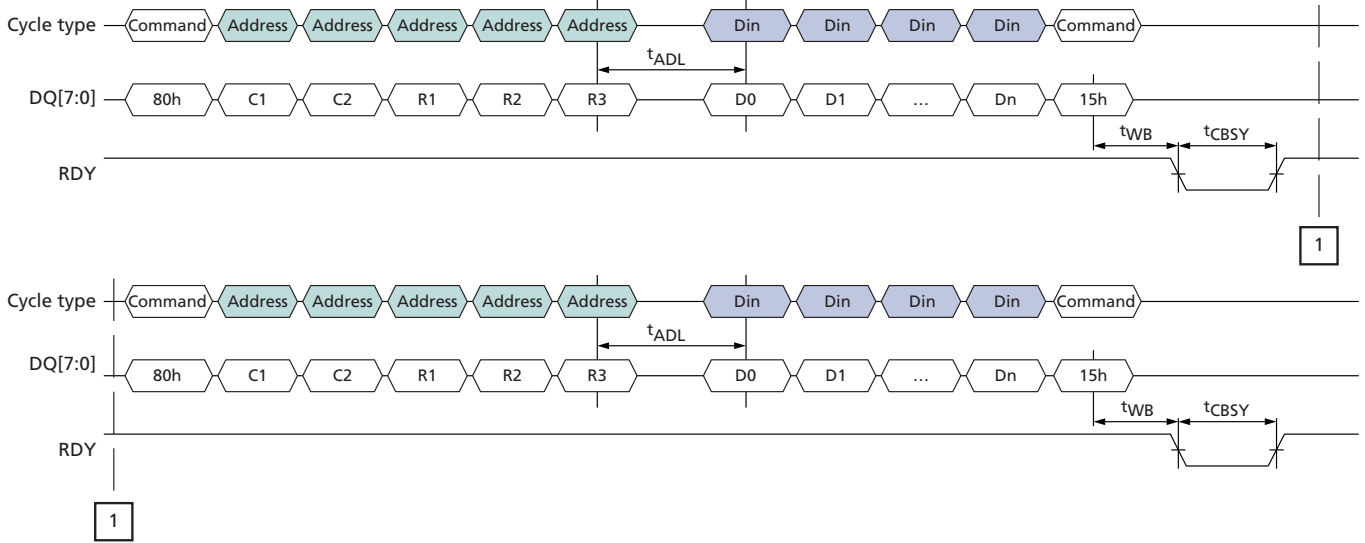 Cycle type Command Address Address Address Address Address Din Din Din Din Command
tADL
DQ[7:0] 80h C1 C2 R1 R2 R3 D0 D1 … Dn 15h
tWB tCBSY
RDY
1
Cycle type Command Address Address Address Address Address Din Din Din Din Command
tADL
DQ[7:0] 80h C1 C2 R1 R2 R3 D0 D1 … Dn 15h
tWB tCBSY
RDY
1